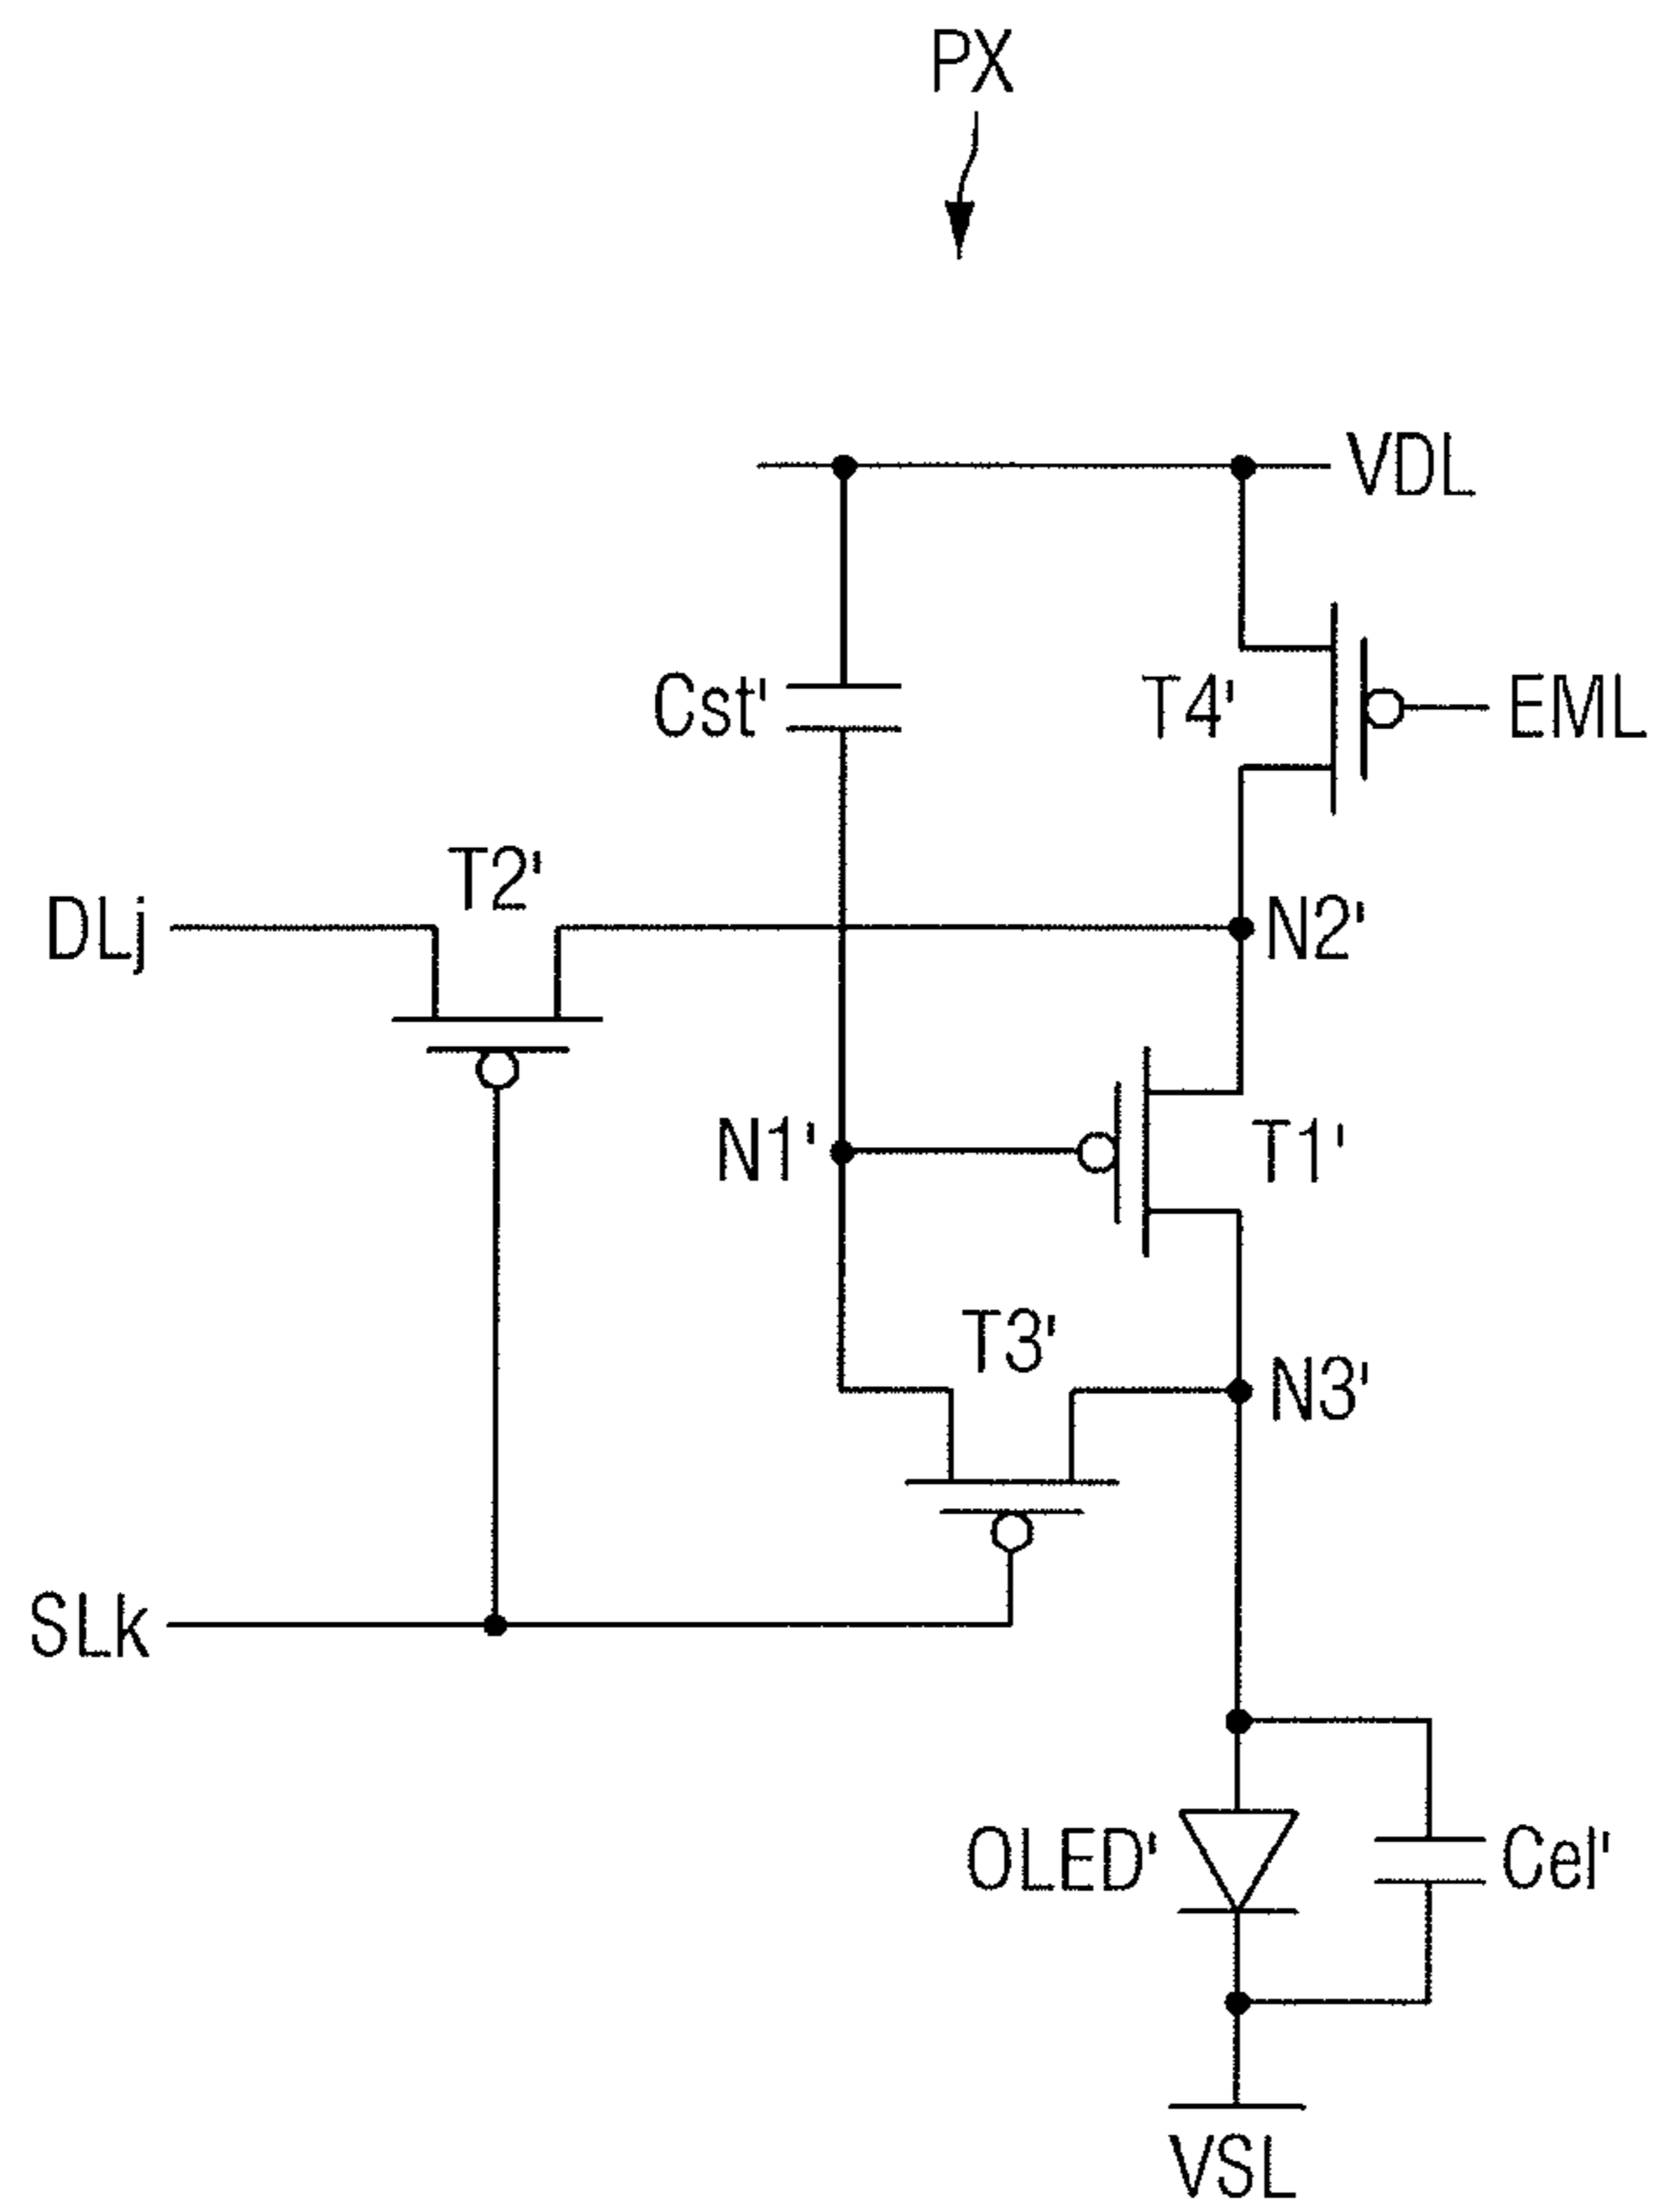 PX
VDL
Cst'
T4'
EML
T2'
DLj
N2'
N1'
T1'
T3'
N3'
SLk
OLED'
Cel'
VSL